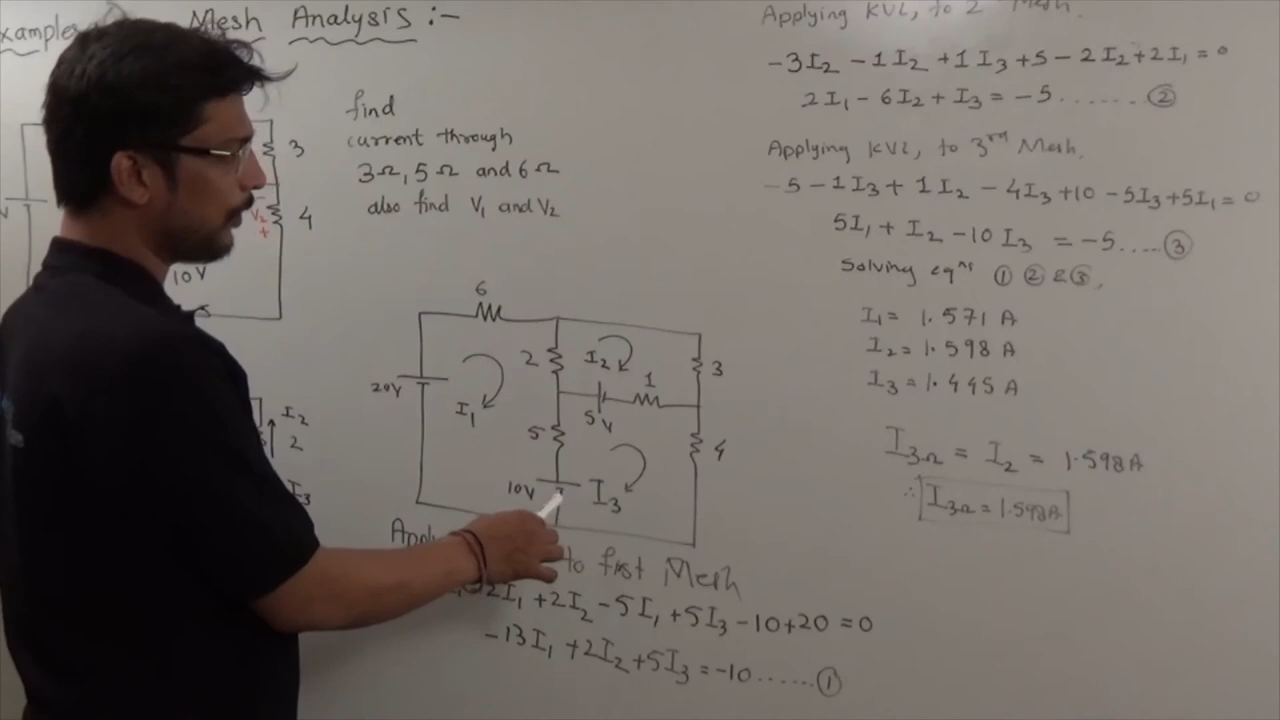 Mesh Analysis :-
find
current through
3Ω, 5Ω and 6Ω
also find V₁ and V₂
3
V₂
+
4
10V
I₂
2
I₃
6
20V
I₁
2
I₂
3
1
5V
5
4
10V
I₃
to first Mesh
2I₁ +2I₂ -5I₁ +5I₃ -10+20 =0
-13I₁ +2I₂+5I₃ =-10 ...... ①
Applying KVL, to 2 Mesh.
-3I₂ -1I₂ +1I₃ +5 -2I₂+2I₁ = 0
2I₁ - 6I₂ + I₃ = -5 ....... ②
Applying KVL, to 3rd Mesh,
-5 -1I₃ + 1I₂ - 4I₃ +10 -5I₃ +5I₁ = 0
5I₁ + I₂ -10 I₃ = -5 .... ③
Solving eqns ① ② & ③,
I₁ = 1.571 A
I₂ = 1.598 A
I₃ = 1.445 A
I3Ω = I₂ = 1.598A
∴ I3Ω = 1.598A